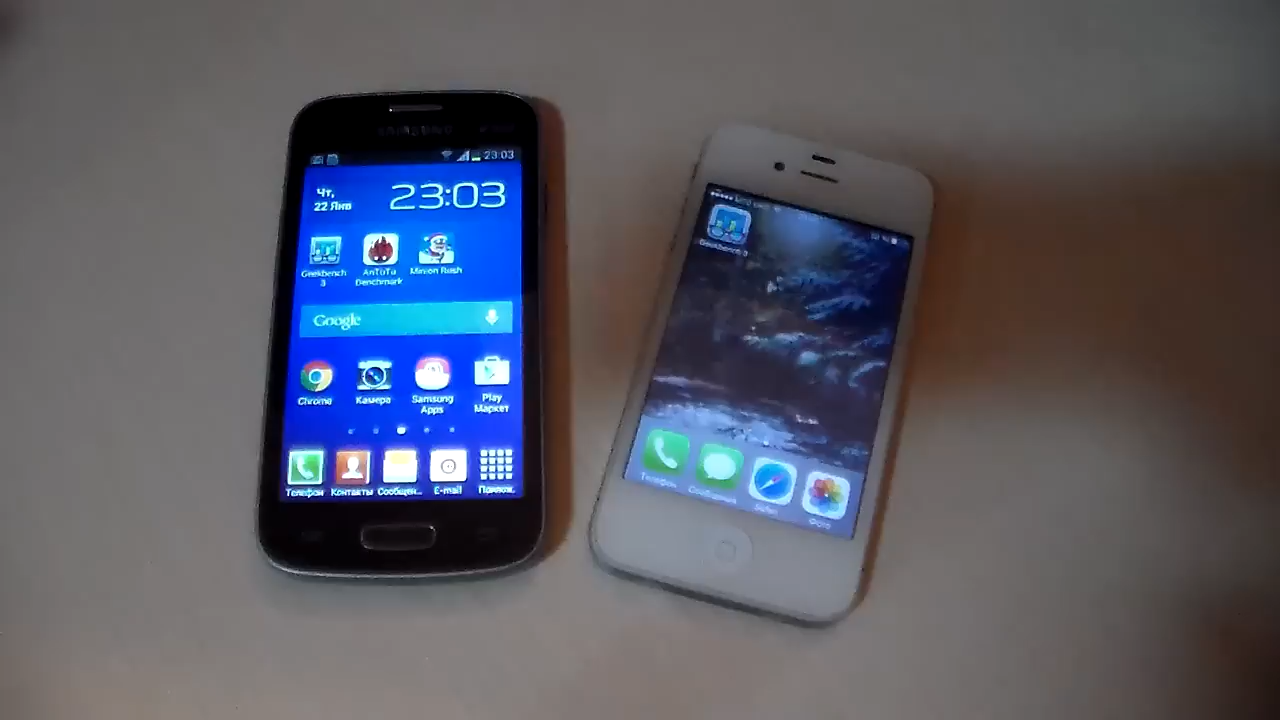 SAMSUNG
23:03
Чт,
22 Янв
23:03
Geekbench
3
AnTuTu
Benchmark
Minion Rush
Google
Chrome
Камера
Samsung
Apps
Play
Маркет
Телефон
Контакты
Сообщен..
E-mail
Прилож.
Geekbench 3
Телефон
Сообщения
Safari
Фото